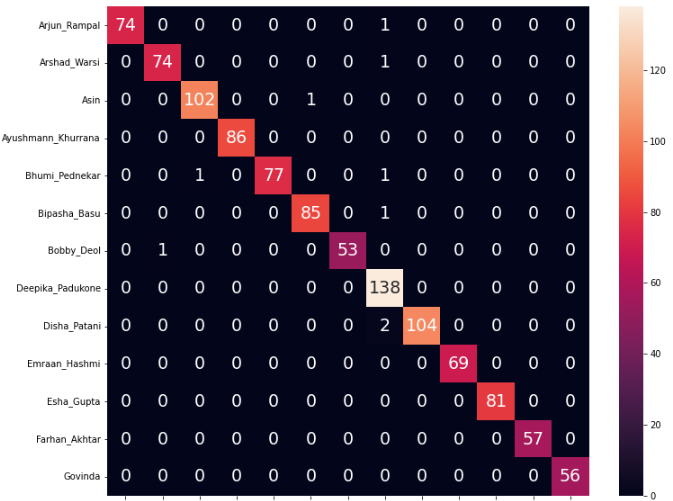 Arjun_Rampal 74 0 0 0 0 0 0 1 0 0 0 0 0
Arshad_Warsi 0 74 0 0 0 0 0 1 0 0 0 0 0
Asin 0 0 102 0 0 1 0 0 0 0 0 0 0
Ayushmann_Khurrana 0 0 0 86 0 0 0 0 0 0 0 0 0
Bhumi_Pednekar 0 0 1 0 77 0 0 1 0 0 0 0 0
Bipasha_Basu 0 0 0 0 0 85 0 1 0 0 0 0 0
Bobby_Deol 0 1 0 0 0 0 53 0 0 0 0 0 0
Deepika_Padukone 0 0 0 0 0 0 0 138 0 0 0 0 0
Disha_Patani 0 0 0 0 0 0 0 2 104 0 0 0 0
Emraan_Hashmi 0 0 0 0 0 0 0 0 0 69 0 0 0
Esha_Gupta 0 0 0 0 0 0 0 0 0 0 81 0 0
Farhan_Akhtar 0 0 0 0 0 0 0 0 0 0 0 57 0
Govinda 0 0 0 0 0 0 0 0 0 0 0 0 56
120
100
80
60
40
20
0